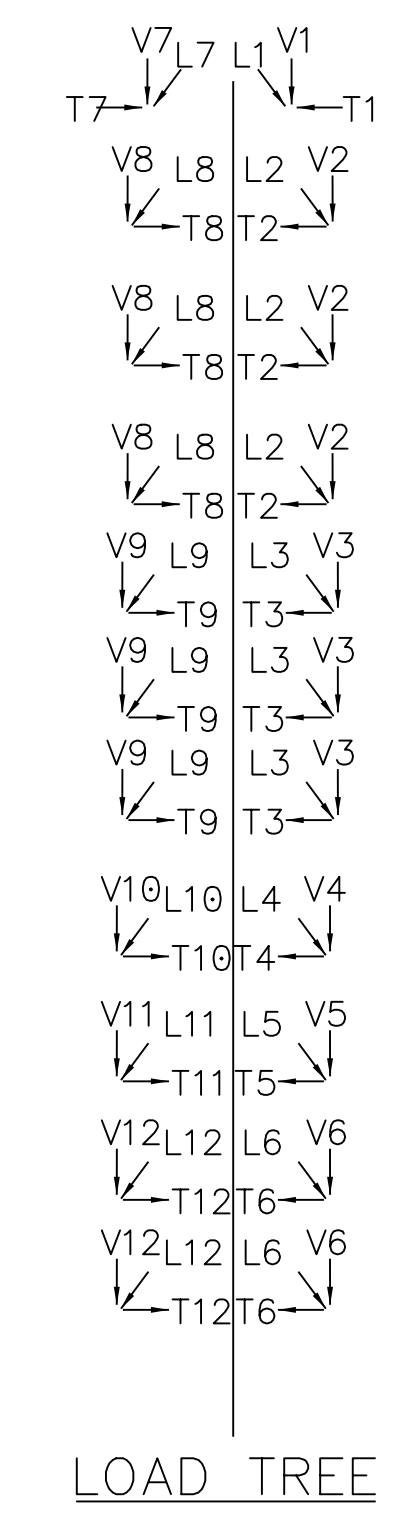 V7 L7 L1 V1
T7 T1
V8 L8 L2 V2
T8 T2
V8 L8 L2 V2
T8 T2
V8 L8 L2 V2
T8 T2
V9 L9 L3 V3
T9 T3
V9 L9 L3 V3
T9 T3
V9 L9 L3 V3
T9 T3
V10 L10 L4 V4
T10 T4
V11 L11 L5 V5
T11 T5
V12 L12 L6 V6
T12 T6
V12 L12 L6 V6
T12 T6
LOAD TREE